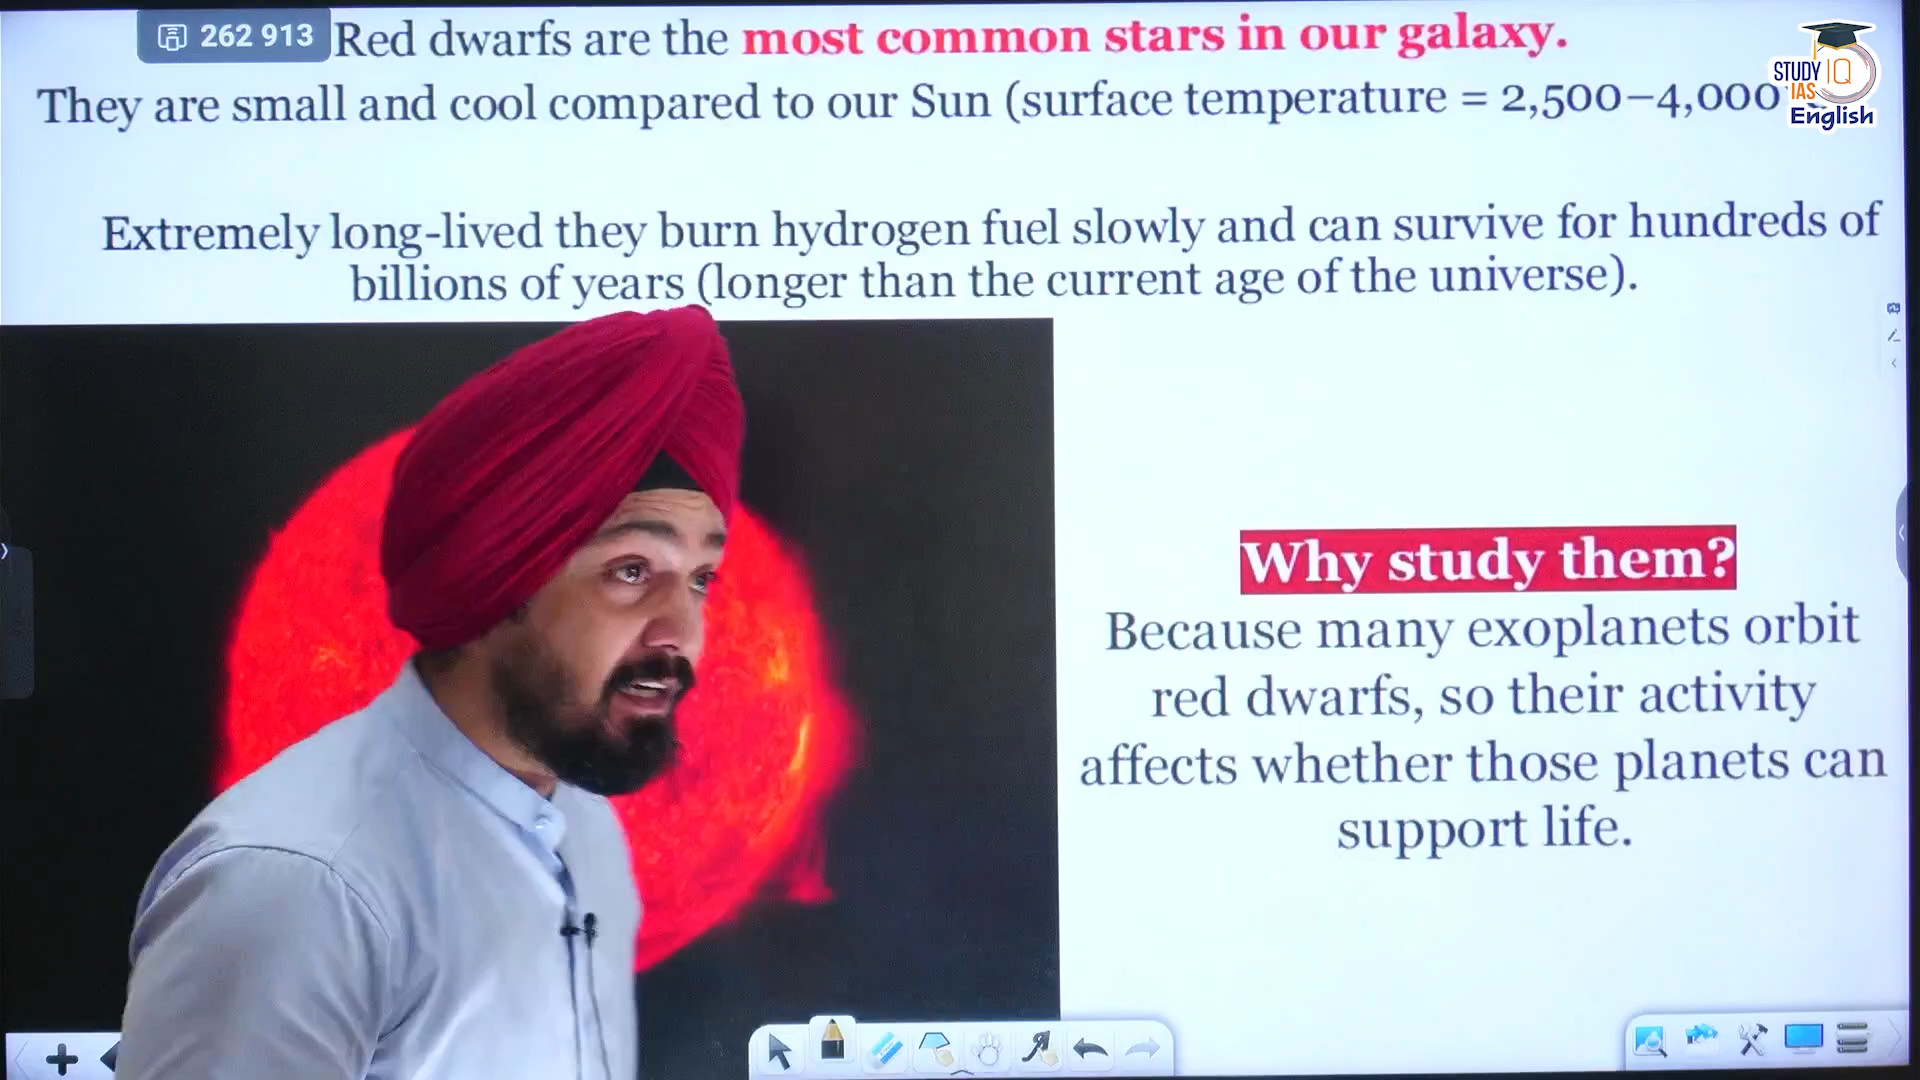 262 913
Red dwarfs are the most common stars in our galaxy.
They are small and cool compared to our Sun (surface temperature = 2,500–4,000
STUDY IQ
IAS
English
Extremely long-lived they burn hydrogen fuel slowly and can survive for hundreds of
billions of years (longer than the current age of the universe).
Why study them?
Because many exoplanets orbit
red dwarfs, so their activity
affects whether those planets can
support life.